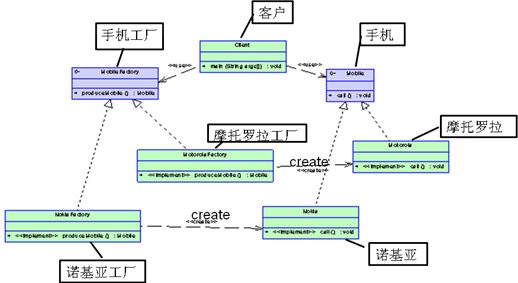 客户
手机工厂
手机
Client
+ main (String args[]) : void
MobileFactory
+ produceMobile () : Mobile
Mobile
+ call () : void
摩托罗拉工厂
摩托罗拉
MotorolaFactory
+ <<Implement>> produceMobile () : Mobile
create
<<create>>
Motorola
+ <<Implement>> call () : void
NokiaFactory
+ <<Implement>> produceMobile () : Mobile
create
<<create>>
Nokia
+ <<Implement>> call () : void
诺基亚工厂
诺基亚